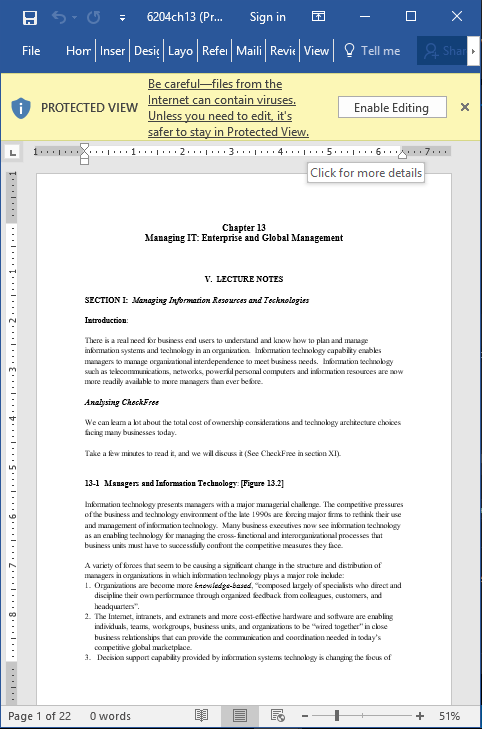 6204ch13 (Pr...
Sign in
File
Hor
Inser
Desig
Layo
Refer
Maili
Revie
View
Tell me
Shar
PROTECTED VIEW
Be careful—files from the
Internet can contain viruses.
Unless you need to edit, it's
safer to stay in Protected View.
Enable Editing
1 1 2 3 4 5 6 7
Click for more details
Chapter 13
Managing IT: Enterprise and Global Management
V. LECTURE NOTES
SECTION I: Managing Information Resources and Technologies
Introduction:
There is a real need for business end users to understand and know how to plan and manage
information systems and technology in an organization. Information technology capability enables
managers to manage organizational interdependence to meet business needs. Information technology
such as telecommunications, networks, powerful personal computers and information resources are now
more readily available to more managers than ever before.
Analysing CheckFree
We can learn a lot about the total cost of ownership considerations and technology architecture choices
facing many businesses today.
Take a few minutes to read it, and we will discuss it (See CheckFree in section XI).
13-1 Managers and Information Technology: [Figure 13.2]
Information technology presents managers with a major managerial challenge. The competitive pressures
of the business and technology environment of the late 1990s are forcing major firms to rethink their use
and management of information technology. Many business executives now see information technology
as an enabling technology for managing the cross- functional and interorganizational processes that
business units must have to successfully confront the competitive measures they face.
A variety of forces that seem to be causing a significant change in the structure and distribution of
managers in organizations in which information technology plays a major role include:
1. Organizations are become more knowledge-based, “composed largely of specialists who direct and
discipline their own performance through organized feedback from colleagues, customers, and
headquarters”.
2. The Internet, intranets, and extranets and more cost-effective hardware and software are enabling
individuals, teams, workgroups, business units, and organizations to be “wired together” in close
business relationships that can provide the communication and coordination needed in today’s
competitive global marketplace.
3. Decision support capability provided by information systems technology is changing the focus of
1
1
2
3
4
5
6
7
8
Page 1 of 22
0 words
51%